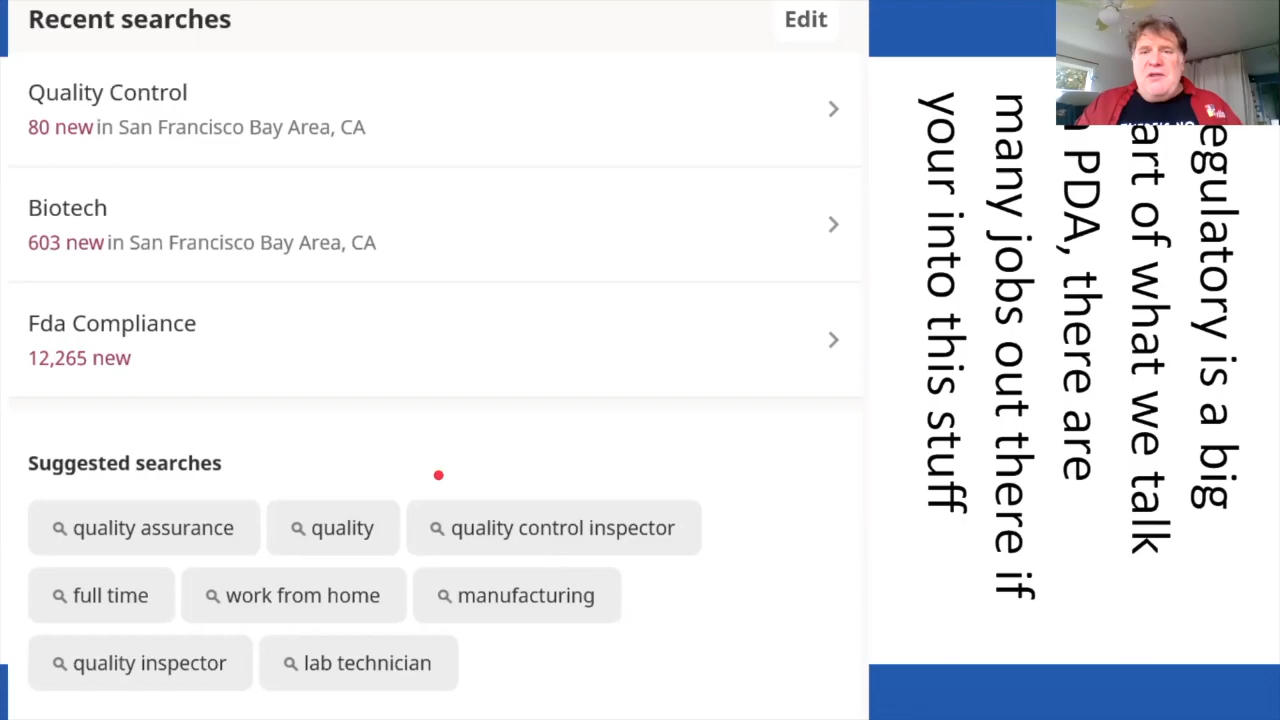 Recent searches
Edit
Quality Control
80 new in San Francisco Bay Area, CA
Biotech
603 new in San Francisco Bay Area, CA
Fda Compliance
12,265 new
Suggested searches
quality assurance
quality
quality control inspector
full time
work from home
manufacturing
quality inspector
lab technician
egulatory is a big
art of what we talk
PDA, there are
many jobs out there if
your into this stuff